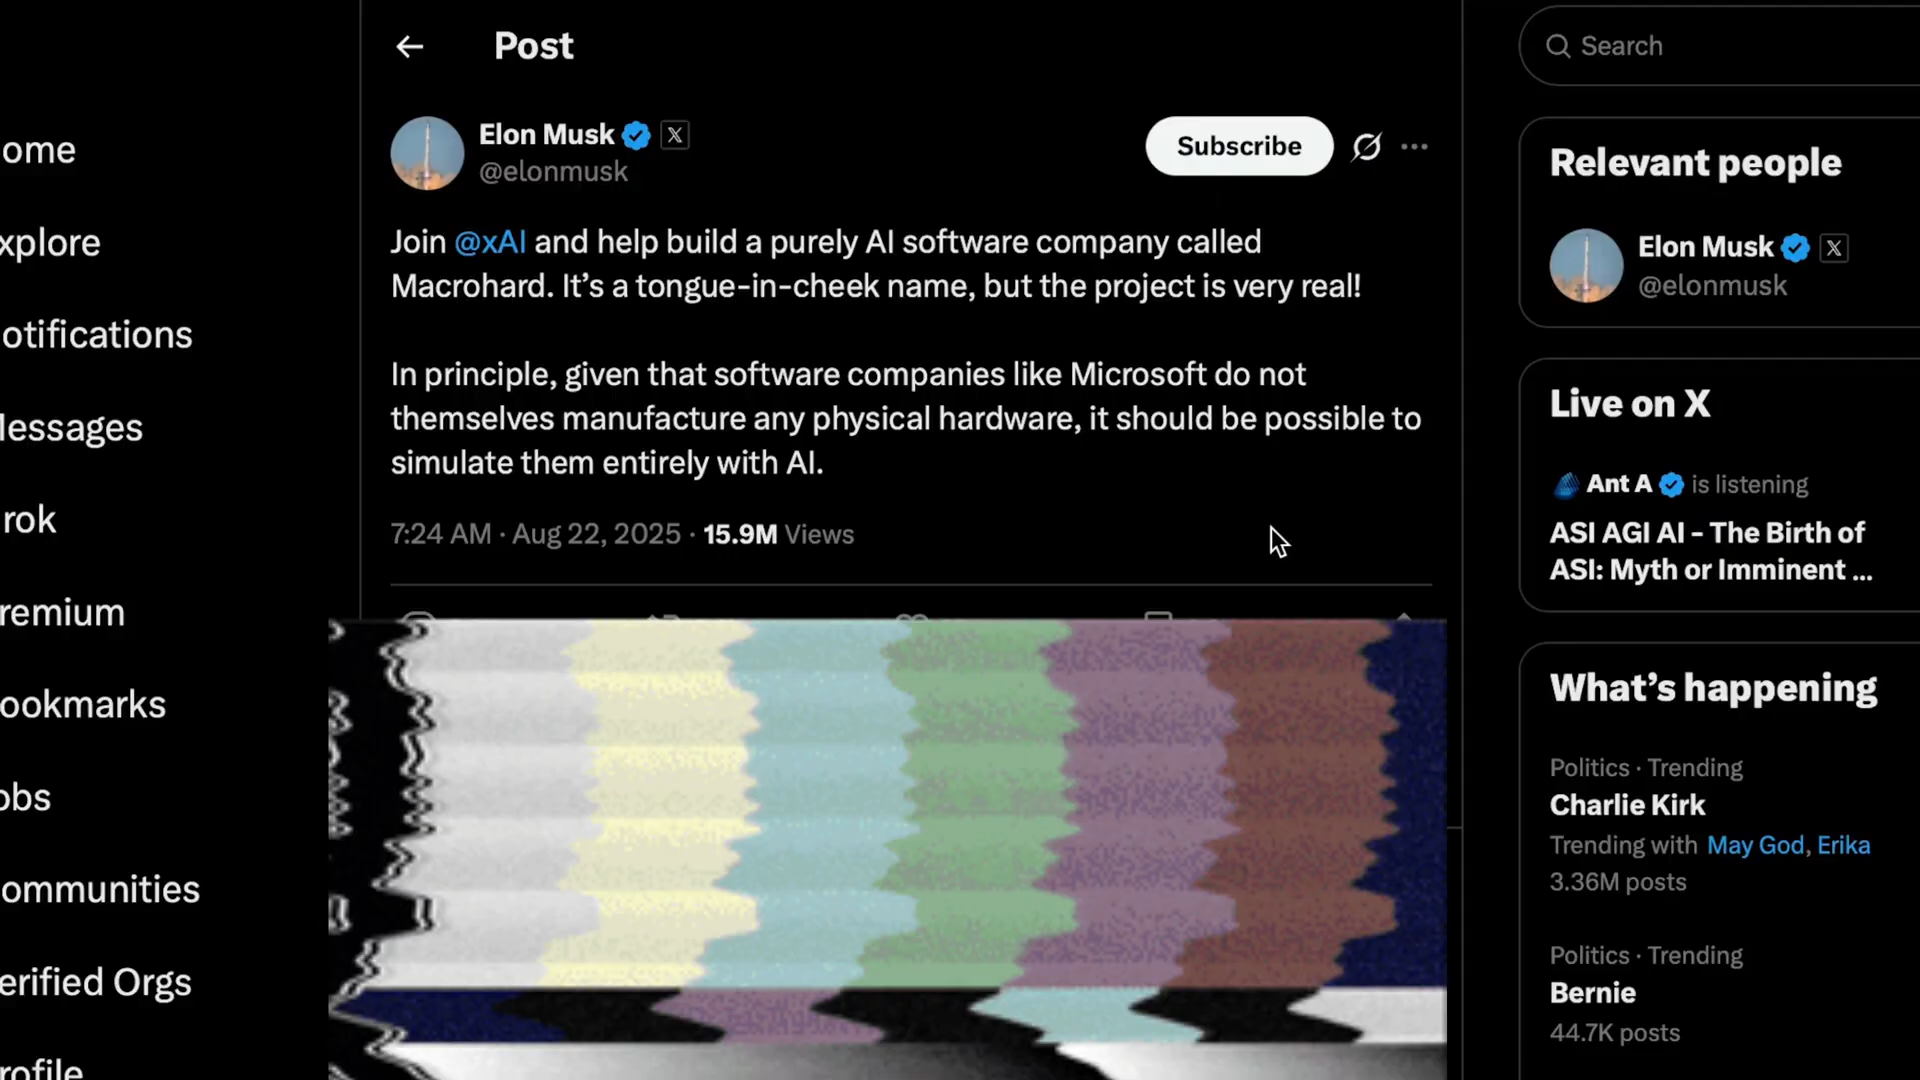 ome
xplore
otifications
essages
rok
remium
ookmarks
obs
ommunities
erified Orgs
rofile
Post
Elon Musk
@elonmusk
Subscribe
Join @xAI and help build a purely AI software company called
Macrohard. It’s a tongue-in-cheek name, but the project is very real!
In principle, given that software companies like Microsoft do not
themselves manufacture any physical hardware, it should be possible to
simulate them entirely with AI.
7:24 AM · Aug 22, 2025 · 15.9M Views
Search
Relevant people
Elon Musk
@elonmusk
Live on X
Ant A is listening
ASI AGI AI - The Birth of
ASI: Myth or Imminent ...
What’s happening
Politics · Trending
Charlie Kirk
Trending with May God, Erika
3.36M posts
Politics · Trending
Bernie
44.7K posts